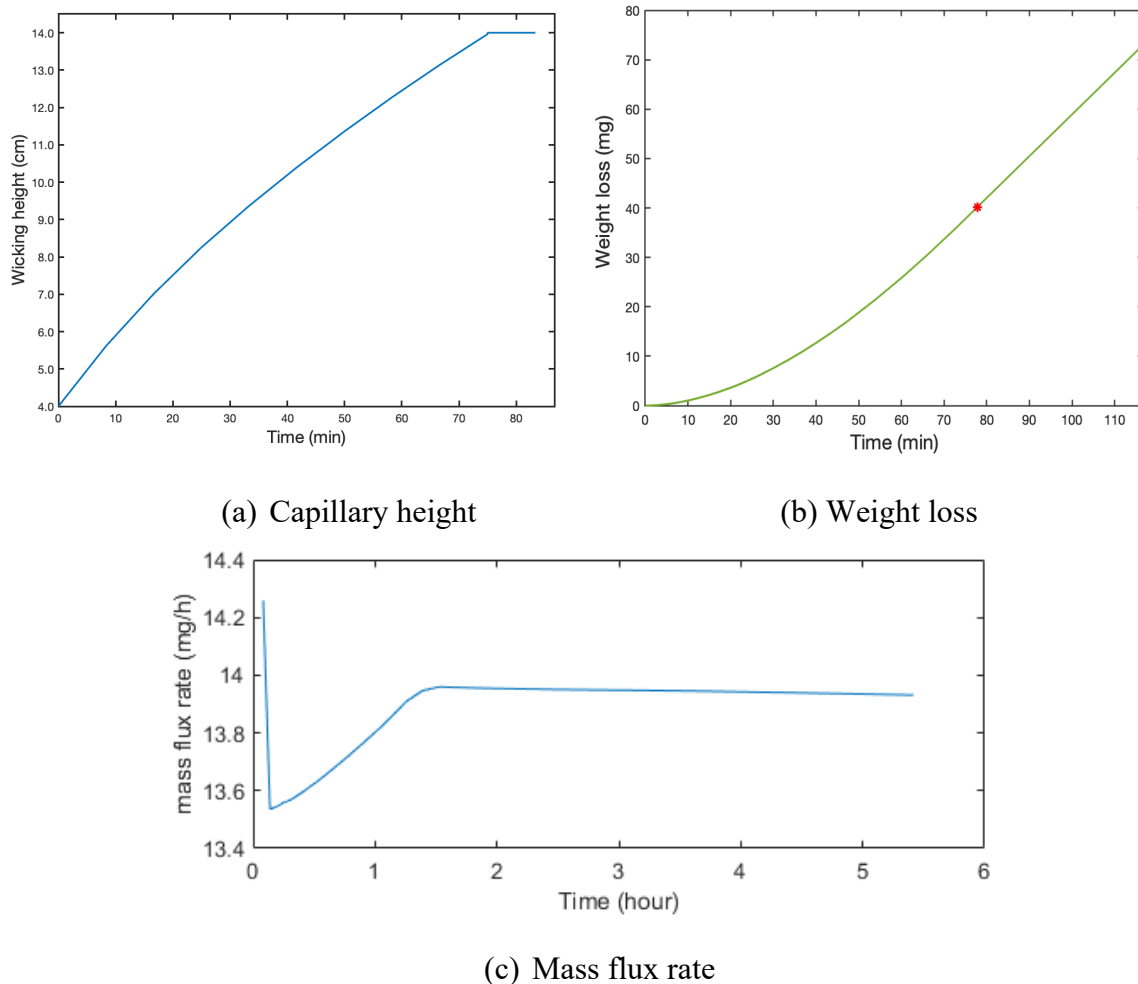 14.0
13.0
12.0
11.0
10.0
9.0
8.0
7.0
6.0
5.0
4.0
Wicking height (cm)
0 10 20 30 40 50 60 70 80
Time (min)
80
70
60
50
40
30
20
10
0
Weight loss (mg)
0 10 20 30 40 50 60 70 80 90 100 110
Time (min)
(a) Capillary height
(b) Weight loss
14.4
14.2
14
13.8
13.6
13.4
mass flux rate (mg/h)
0 1 2 3 4 5 6
Time (hour)
(c) Mass flux rate